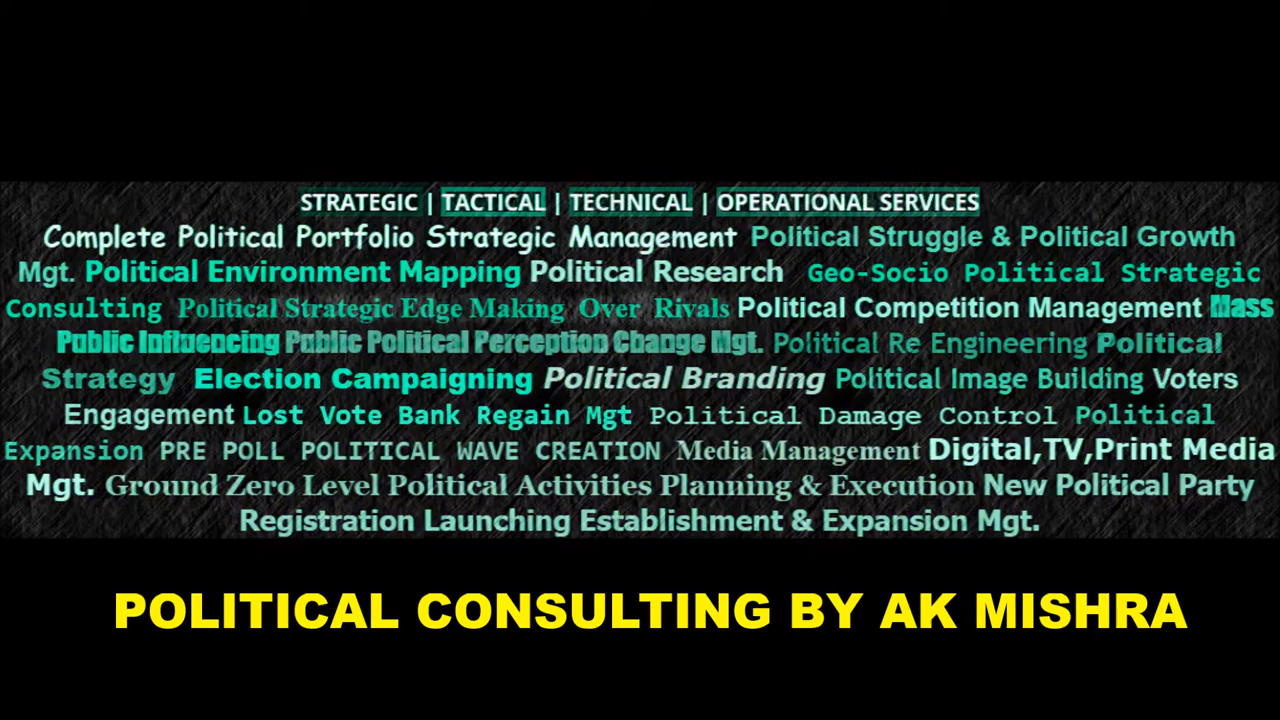 STRATEGIC | TACTICAL | TECHNICAL | OPERATIONAL SERVICES
Complete Political Portfolio Strategic Management Political Struggle & Political Growth
Mgt. Political Environment Mapping Political Research Geo-Socio Political Strategic
Consulting Political Strategic Edge Making Over Rivals Political Competition Management Mass
Public Influencing Public Political Perception Change Mgt. Political Re Engineering Political
Strategy Election Campaigning Political Branding Political Image Building Voters
Engagement Lost Vote Bank Regain Mgt Political Damage Control Political
Expansion PRE POLL POLITICAL WAVE CREATION Media Management Digital,TV,Print Media
Mgt. Ground Zero Level Political Activities Planning & Execution New Political Party
Registration Launching Establishment & Expansion Mgt.
POLITICAL CONSULTING BY AK MISHRA